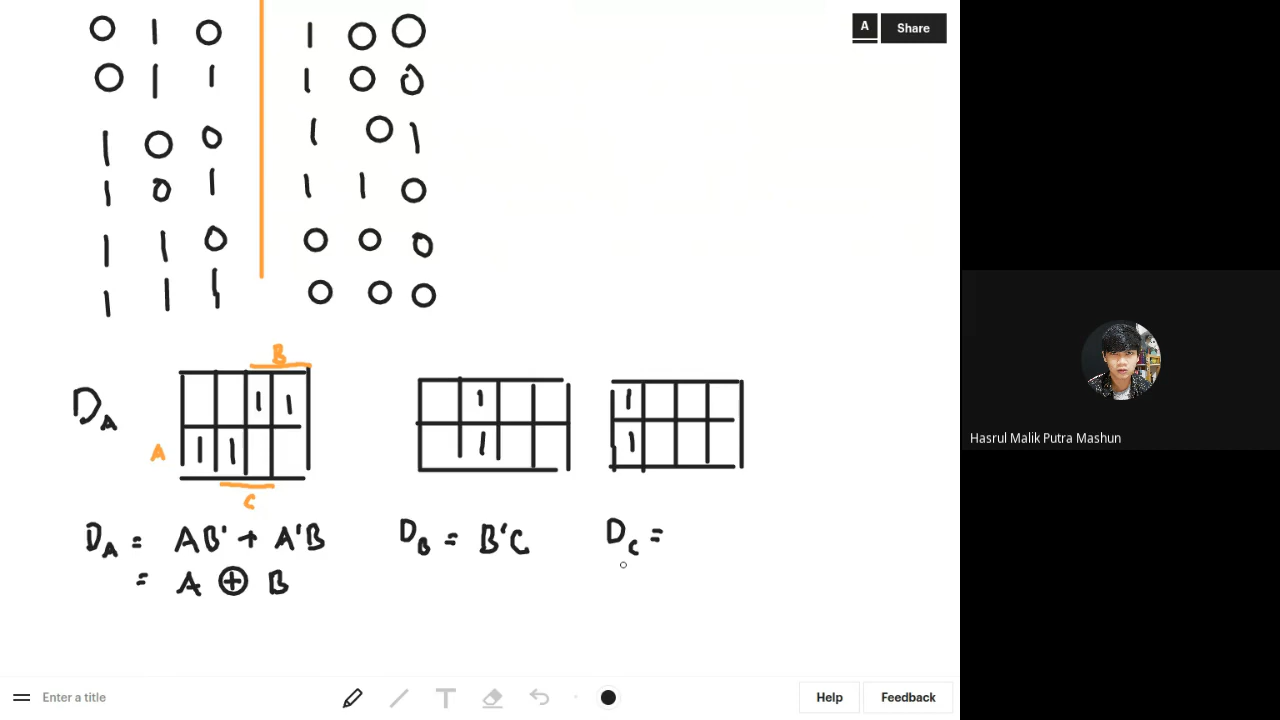 A Share
0 1 0 1 0 0
0 1 1 1 0 0
1 0 0 1 0 1
1 0 1 1 1 0
1 1 0 0 0 0
1 1 1 0 0 0
B
D_A
1 1 1 1
A 1 1 1 1
C
Hasrul Malik Putra Mashun
D_A = AB' + A'B D_B = B'C D_C =
= A ⊕ B
Enter a title T Help Feedback